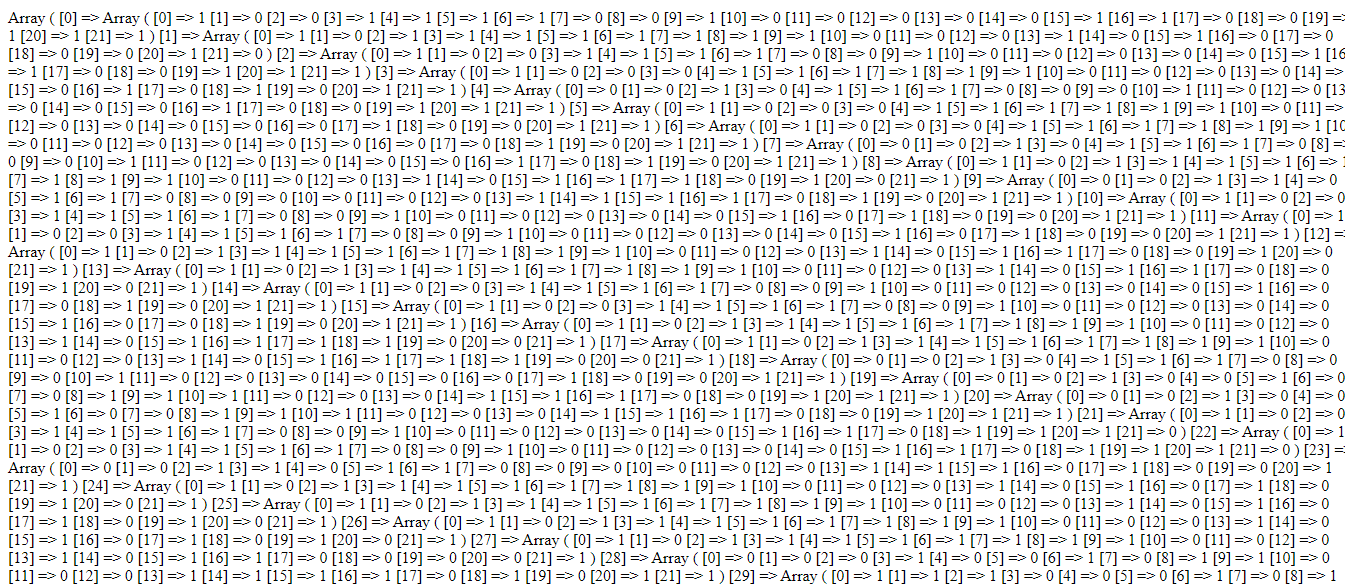 Array ( [0] => Array ( [0] => 1 [1] => 0 [2] => 0 [3] => 1 [4] => 1 [5] => 1 [6] => 1 [7] => 0 [8] => 0 [9] => 1 [10] => 0 [11] => 0 [12] => 0 [13] => 0 [14] => 0 [15] => 1 [16] => 1 [17] => 0 [18] => 0 [19] =>
1 [20] => 1 [21] => 1 ) [1] => Array ( [0] => 1 [1] => 0 [2] => 1 [3] => 1 [4] => 1 [5] => 1 [6] => 1 [7] => 1 [8] => 1 [9] => 1 [10] => 0 [11] => 0 [12] => 0 [13] => 1 [14] => 1 [15] => 0 [16] => 0 [17] => 0
[18] => 0 [19] => 0 [20] => 1 [21] => 0 ) [2] => Array ( [0] => 1 [1] => 0 [2] => 0 [3] => 1 [4] => 1 [5] => 1 [6] => 1 [7] => 0 [8] => 0 [9] => 1 [10] => 0 [11] => 0 [12] => 0 [13] => 0 [14] => 0 [15] => 1 [16]
=> 1 [17] => 0 [18] => 0 [19] => 1 [20] => 1 [21] => 1 ) [3] => Array ( [0] => 1 [1] => 0 [2] => 0 [3] => 0 [4] => 1 [5] => 1 [6] => 1 [7] => 1 [8] => 1 [9] => 1 [10] => 0 [11] => 0 [12] => 0 [13] => 0 [14] =>
[15] => 0 [16] => 1 [17] => 0 [18] => 1 [19] => 0 [20] => 1 [21] => 1 ) [4] => Array ( [0] => 0 [1] => 0 [2] => 1 [3] => 0 [4] => 1 [5] => 1 [6] => 1 [7] => 0 [8] => 0 [9] => 0 [10] => 1 [11] => 0 [12] => 0 [13
=> 0 [14] => 0 [15] => 0 [16] => 1 [17] => 0 [18] => 0 [19] => 1 [20] => 1 [21] => 1 ) [5] => Array ( [0] => 1 [1] => 0 [2] => 0 [3] => 0 [4] => 1 [5] => 1 [6] => 1 [7] => 1 [8] => 1 [9] => 1 [10] => 0 [11] =>
[12] => 0 [13] => 0 [14] => 0 [15] => 0 [16] => 0 [17] => 1 [18] => 0 [19] => 0 [20] => 1 [21] => 1 ) [6] => Array ( [0] => 1 [1] => 0 [2] => 0 [3] => 0 [4] => 1 [5] => 1 [6] => 1 [7] => 1 [8] => 1 [9] => 1 [10
=> 0 [11] => 0 [12] => 0 [13] => 0 [14] => 0 [15] => 0 [16] => 0 [17] => 0 [18] => 1 [19] => 0 [20] => 1 [21] => 1 ) [7] => Array ( [0] => 0 [1] => 0 [2] => 1 [3] => 0 [4] => 1 [5] => 1 [6] => 1 [7] => 0 [8] =>
0 [9] => 0 [10] => 1 [11] => 0 [12] => 0 [13] => 0 [14] => 0 [15] => 0 [16] => 1 [17] => 0 [18] => 0 [19] => 1 [20] => 1 [21] => 1 ) [8] => Array ( [0] => 1 [1] => 0 [2] => 1 [3] => 1 [4] => 1 [5] => 1 [6] => 1
[7] => 1 [8] => 1 [9] => 1 [10] => 0 [11] => 0 [12] => 0 [13] => 1 [14] => 0 [15] => 1 [16] => 1 [17] => 1 [18] => 0 [19] => 1 [20] => 0 [21] => 1 ) [9] => Array ( [0] => 0 [1] => 0 [2] => 1 [3] => 1 [4] => 0
[5] => 1 [6] => 1 [7] => 0 [8] => 0 [9] => 0 [10] => 0 [11] => 0 [12] => 0 [13] => 1 [14] => 1 [15] => 1 [16] => 1 [17] => 0 [18] => 1 [19] => 0 [20] => 1 [21] => 1 ) [10] => Array ( [0] => 1 [1] => 0 [2] => 0
[3] => 1 [4] => 1 [5] => 1 [6] => 1 [7] => 0 [8] => 0 [9] => 1 [10] => 0 [11] => 0 [12] => 0 [13] => 0 [14] => 0 [15] => 1 [16] => 0 [17] => 1 [18] => 0 [19] => 0 [20] => 1 [21] => 1 ) [11] => Array ( [0] => 1
[1] => 0 [2] => 0 [3] => 1 [4] => 1 [5] => 1 [6] => 1 [7] => 0 [8] => 0 [9] => 1 [10] => 0 [11] => 0 [12] => 0 [13] => 0 [14] => 0 [15] => 1 [16] => 0 [17] => 1 [18] => 0 [19] => 0 [20] => 1 [21] => 1 ) [12] =>
Array ( [0] => 1 [1] => 0 [2] => 1 [3] => 1 [4] => 1 [5] => 1 [6] => 1 [7] => 1 [8] => 1 [9] => 1 [10] => 0 [11] => 0 [12] => 0 [13] => 1 [14] => 0 [15] => 1 [16] => 1 [17] => 0 [18] => 0 [19] => 1 [20] => 0
[21] => 1 ) [13] => Array ( [0] => 1 [1] => 0 [2] => 1 [3] => 1 [4] => 1 [5] => 1 [6] => 1 [7] => 1 [8] => 1 [9] => 1 [10] => 0 [11] => 0 [12] => 0 [13] => 1 [14] => 0 [15] => 1 [16] => 1 [17] => 0 [18] => 0
[19] => 1 [20] => 0 [21] => 1 ) [14] => Array ( [0] => 1 [1] => 0 [2] => 0 [3] => 1 [4] => 1 [5] => 1 [6] => 1 [7] => 0 [8] => 0 [9] => 1 [10] => 0 [11] => 0 [12] => 0 [13] => 0 [14] => 0 [15] => 1 [16] => 0
[17] => 0 [18] => 1 [19] => 0 [20] => 1 [21] => 1 ) [15] => Array ( [0] => 1 [1] => 0 [2] => 0 [3] => 1 [4] => 1 [5] => 1 [6] => 1 [7] => 0 [8] => 0 [9] => 1 [10] => 0 [11] => 0 [12] => 0 [13] => 0 [14] => 0
[15] => 1 [16] => 0 [17] => 0 [18] => 1 [19] => 0 [20] => 1 [21] => 1 ) [16] => Array ( [0] => 1 [1] => 0 [2] => 1 [3] => 1 [4] => 1 [5] => 1 [6] => 1 [7] => 1 [8] => 1 [9] => 1 [10] => 0 [11] => 0 [12] => 0
[13] => 1 [14] => 0 [15] => 1 [16] => 1 [17] => 1 [18] => 1 [19] => 0 [20] => 0 [21] => 1 ) [17] => Array ( [0] => 1 [1] => 0 [2] => 1 [3] => 1 [4] => 1 [5] => 1 [6] => 1 [7] => 1 [8] => 1 [9] => 1 [10] => 0
[11] => 0 [12] => 0 [13] => 1 [14] => 0 [15] => 1 [16] => 1 [17] => 1 [18] => 1 [19] => 0 [20] => 0 [21] => 1 ) [18] => Array ( [0] => 0 [1] => 0 [2] => 1 [3] => 0 [4] => 1 [5] => 1 [6] => 1 [7] => 0 [8] => 0
[9] => 0 [10] => 1 [11] => 0 [12] => 0 [13] => 0 [14] => 0 [15] => 0 [16] => 0 [17] => 1 [18] => 0 [19] => 0 [20] => 1 [21] => 1 ) [19] => Array ( [0] => 0 [1] => 0 [2] => 1 [3] => 0 [4] => 0 [5] => 1 [6] => 0
[7] => 0 [8] => 1 [9] => 1 [10] => 1 [11] => 0 [12] => 0 [13] => 0 [14] => 1 [15] => 1 [16] => 1 [17] => 0 [18] => 0 [19] => 1 [20] => 1 [21] => 1 ) [20] => Array ( [0] => 0 [1] => 0 [2] => 1 [3] => 0 [4] => 0
[5] => 1 [6] => 0 [7] => 0 [8] => 1 [9] => 1 [10] => 1 [11] => 0 [12] => 0 [13] => 0 [14] => 1 [15] => 1 [16] => 1 [17] => 0 [18] => 0 [19] => 1 [20] => 1 [21] => 1 ) [21] => Array ( [0] => 1 [1] => 0 [2] => 0
[3] => 1 [4] => 1 [5] => 1 [6] => 1 [7] => 0 [8] => 0 [9] => 1 [10] => 0 [11] => 0 [12] => 0 [13] => 0 [14] => 0 [15] => 1 [16] => 1 [17] => 0 [18] => 1 [19] => 1 [20] => 1 [21] => 0 ) [22] => Array ( [0] => 1
[1] => 0 [2] => 0 [3] => 1 [4] => 1 [5] => 1 [6] => 1 [7] => 0 [8] => 0 [9] => 1 [10] => 0 [11] => 0 [12] => 0 [13] => 0 [14] => 0 [15] => 1 [16] => 1 [17] => 0 [18] => 1 [19] => 1 [20] => 1 [21] => 0 ) [23] =>
Array ( [0] => 0 [1] => 0 [2] => 1 [3] => 1 [4] => 0 [5] => 1 [6] => 1 [7] => 0 [8] => 0 [9] => 0 [10] => 0 [11] => 0 [12] => 0 [13] => 1 [14] => 1 [15] => 1 [16] => 0 [17] => 1 [18] => 0 [19] => 0 [20] => 1
[21] => 1 ) [24] => Array ( [0] => 1 [1] => 0 [2] => 1 [3] => 1 [4] => 1 [5] => 1 [6] => 1 [7] => 1 [8] => 1 [9] => 1 [10] => 0 [11] => 0 [12] => 0 [13] => 1 [14] => 0 [15] => 1 [16] => 0 [17] => 1 [18] => 0
[19] => 1 [20] => 0 [21] => 1 ) [25] => Array ( [0] => 1 [1] => 0 [2] => 1 [3] => 1 [4] => 1 [5] => 1 [6] => 1 [7] => 1 [8] => 1 [9] => 1 [10] => 0 [11] => 0 [12] => 0 [13] => 1 [14] => 0 [15] => 1 [16] => 0
[17] => 1 [18] => 0 [19] => 1 [20] => 0 [21] => 1 ) [26] => Array ( [0] => 1 [1] => 0 [2] => 1 [3] => 1 [4] => 1 [5] => 1 [6] => 1 [7] => 1 [8] => 1 [9] => 1 [10] => 0 [11] => 0 [12] => 0 [13] => 1 [14] => 0
[15] => 1 [16] => 0 [17] => 1 [18] => 0 [19] => 1 [20] => 0 [21] => 1 ) [27] => Array ( [0] => 1 [1] => 0 [2] => 1 [3] => 1 [4] => 1 [5] => 1 [6] => 1 [7] => 1 [8] => 1 [9] => 1 [10] => 0 [11] => 0 [12] => 0
[13] => 1 [14] => 0 [15] => 1 [16] => 1 [17] => 0 [18] => 0 [19] => 0 [20] => 0 [21] => 1 ) [28] => Array ( [0] => 0 [1] => 0 [2] => 0 [3] => 1 [4] => 0 [5] => 0 [6] => 1 [7] => 0 [8] => 1 [9] => 1 [10] => 0
[11] => 0 [12] => 0 [13] => 1 [14] => 1 [15] => 1 [16] => 1 [17] => 0 [18] => 0 [19] => 1 [20] => 1 [21] => 1 ) [29] => Array ( [0] => 1 [1] => 1 [2] => 1 [3] => 0 [4] => 0 [5] => 0 [6] => 1 [7] => 0 [8] => 1